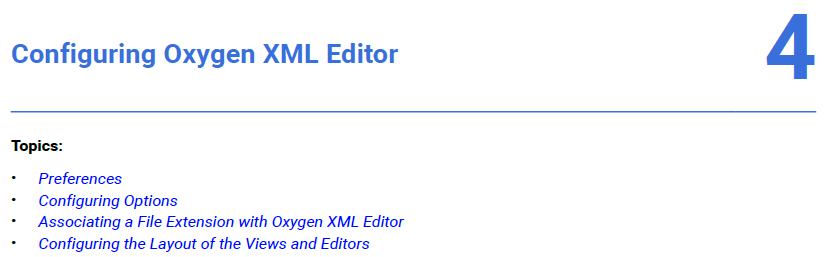 Configuring Oxygen XML Editor 4
Topics:
• Preferences
• Configuring Options
• Associating a File Extension with Oxygen XML Editor
• Configuring the Layout of the Views and Editors